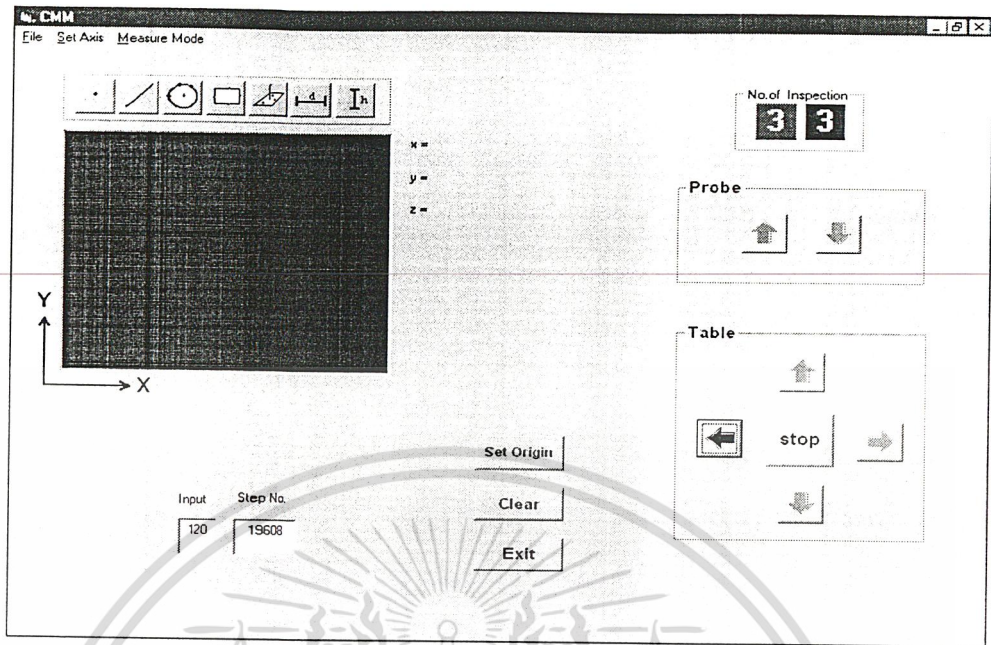 CMM
File Set Axis Measure Mode
d h
No.of Inspection
3 3
x =
y =
z =
Probe
Y
X
Table
stop
Set Origin
Clear
Exit
Input Step No.
120 19608